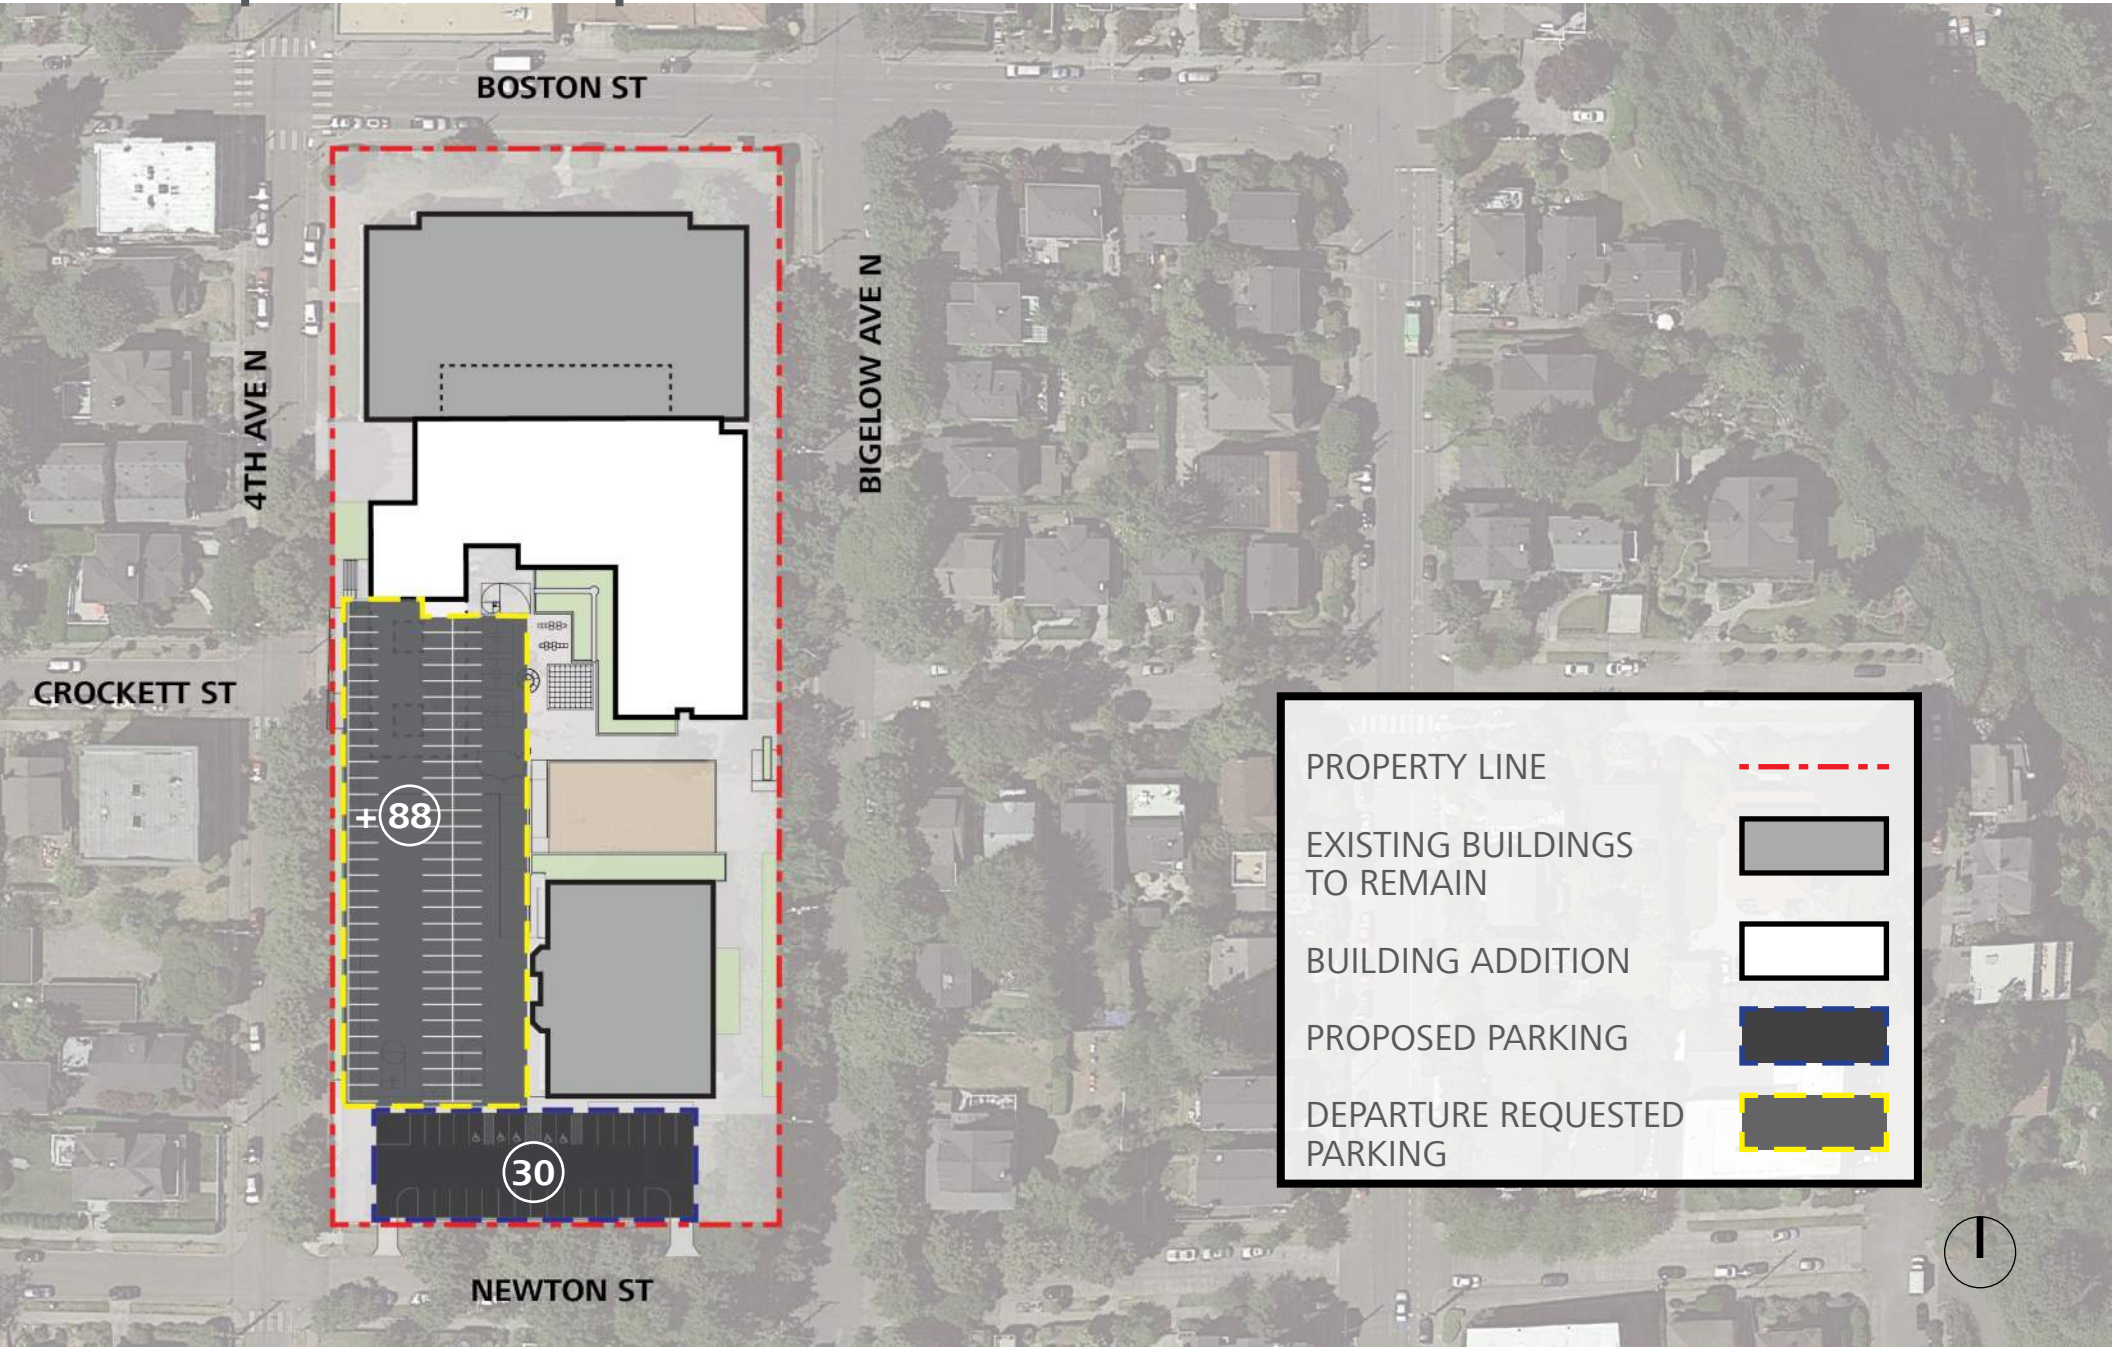 BOSTON ST
4TH AVE N
BIGELOW AVE N
CROCKETT ST
+ 88
30
NEWTON ST
PROPERTY LINE
EXISTING BUILDINGS
TO REMAIN
BUILDING ADDITION
PROPOSED PARKING
DEPARTURE REQUESTED
PARKING